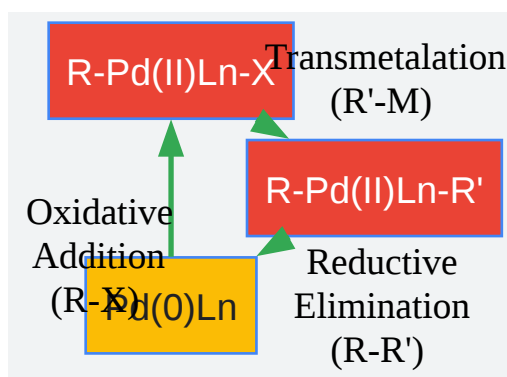 R-Pd(II)Ln-X
Transmetalation
(R'-M)
R-Pd(II)Ln-R'
Oxidative
Addition
(R-X)
Pd(0)Ln
Reductive
Elimination
(R-R')